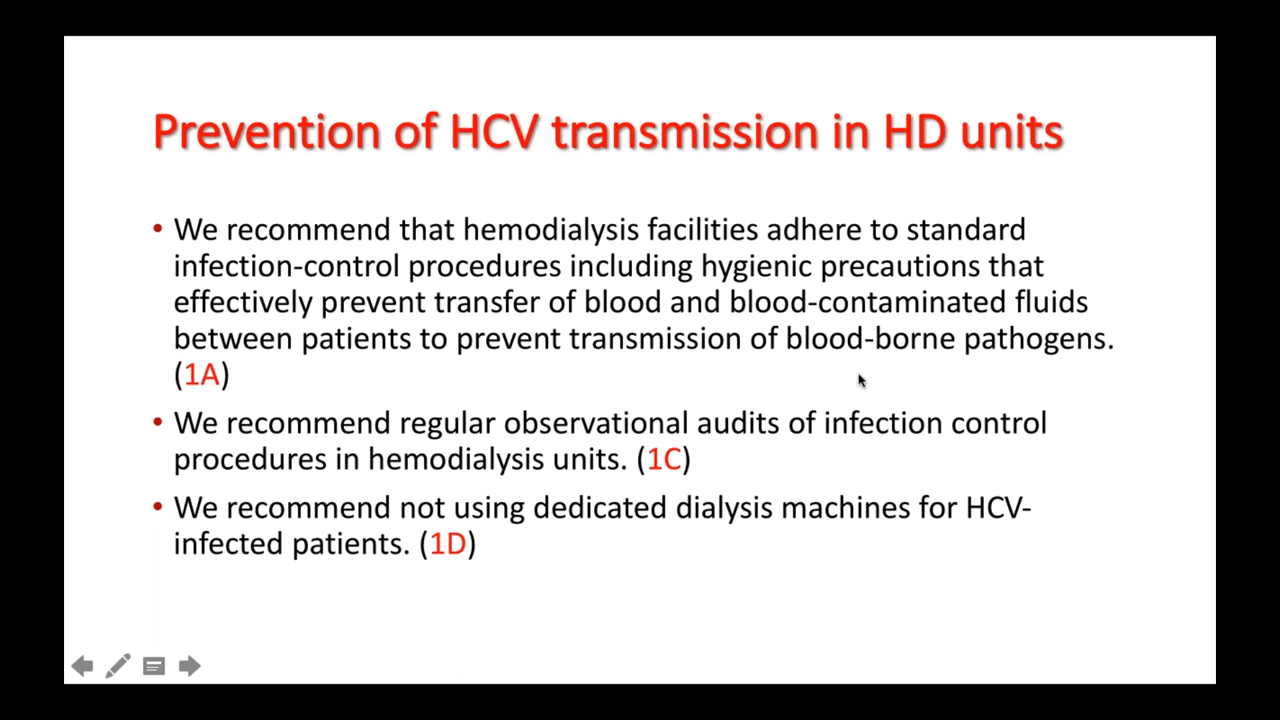 Prevention of HCV transmission in HD units
• We recommend that hemodialysis facilities adhere to standard
infection-control procedures including hygienic precautions that
effectively prevent transfer of blood and blood-contaminated fluids
between patients to prevent transmission of blood-borne pathogens.
(1A)
• We recommend regular observational audits of infection control
procedures in hemodialysis units. (1C)
• We recommend not using dedicated dialysis machines for HCV-
infected patients. (1D)